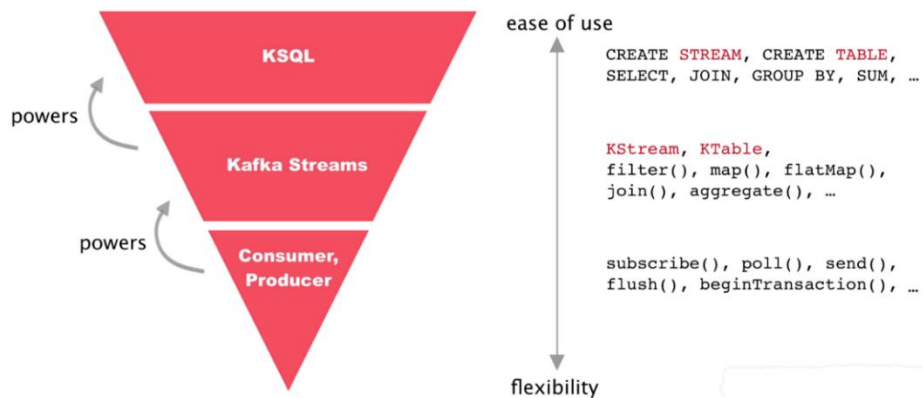 ease of use
KSQL
CREATE STREAM, CREATE TABLE,
SELECT, JOIN, GROUP BY, SUM, …
powers
Kafka Streams
KStream, KTable,
filter(), map(), flatMap(),
join(), aggregate(), …
powers
Consumer,
Producer
subscribe(), poll(), send(),
flush(), beginTransaction(), …
flexibility